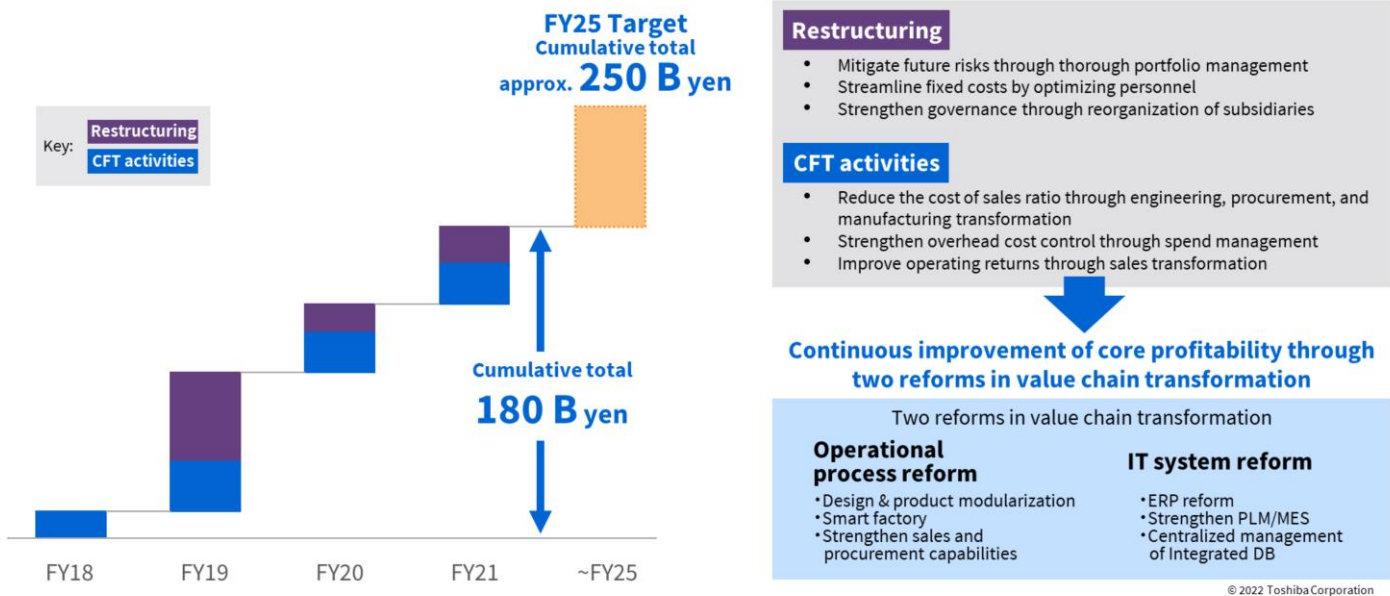 FY25 Target
Cumulative total
approx. 250 B yen
Key:
Restructuring
CFT activities
Cumulative total
180 B yen
FY18
FY19
FY20
FY21
~FY25
Restructuring
• Mitigate future risks through thorough portfolio management
• Streamline fixed costs by optimizing personnel
• Strengthen governance through reorganization of subsidiaries
CFT activities
• Reduce the cost of sales ratio through engineering, procurement, and
manufacturing transformation
• Strengthen overhead cost control through spend management
• Improve operating returns through sales transformation
Continuous improvement of core profitability through
two reforms in value chain transformation
Two reforms in value chain transformation
Operational
process reform
・Design & product modularization
・Smart factory
・Strengthen sales and
procurement capabilities
IT system reform
・ERP reform
・Strengthen PLM/MES
・Centralized management
of Integrated DB
© 2022 Toshiba Corporation